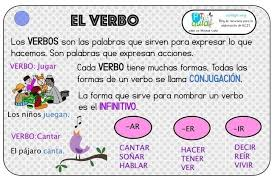 EL VERBO
Los VERBOS son las palabras que sirven para expresar lo que
hacemos. Son palabras que expresan acciones.
VERBO: Jugar
Los niños juegan.
VERBO: Cantar
El pájaro canta.
Cada VERBO tiene muchas formas. Todas las
formas de un verbo se llama CONJUGACIÓN.
La forma que sirve para nombrar un verbo
es el INFINITIVO.
-AR
CANTAR
SOÑAR
HABLAR
-ER
HACER
TENER
VER
-IR
DECIR
REÍR
VIVIR